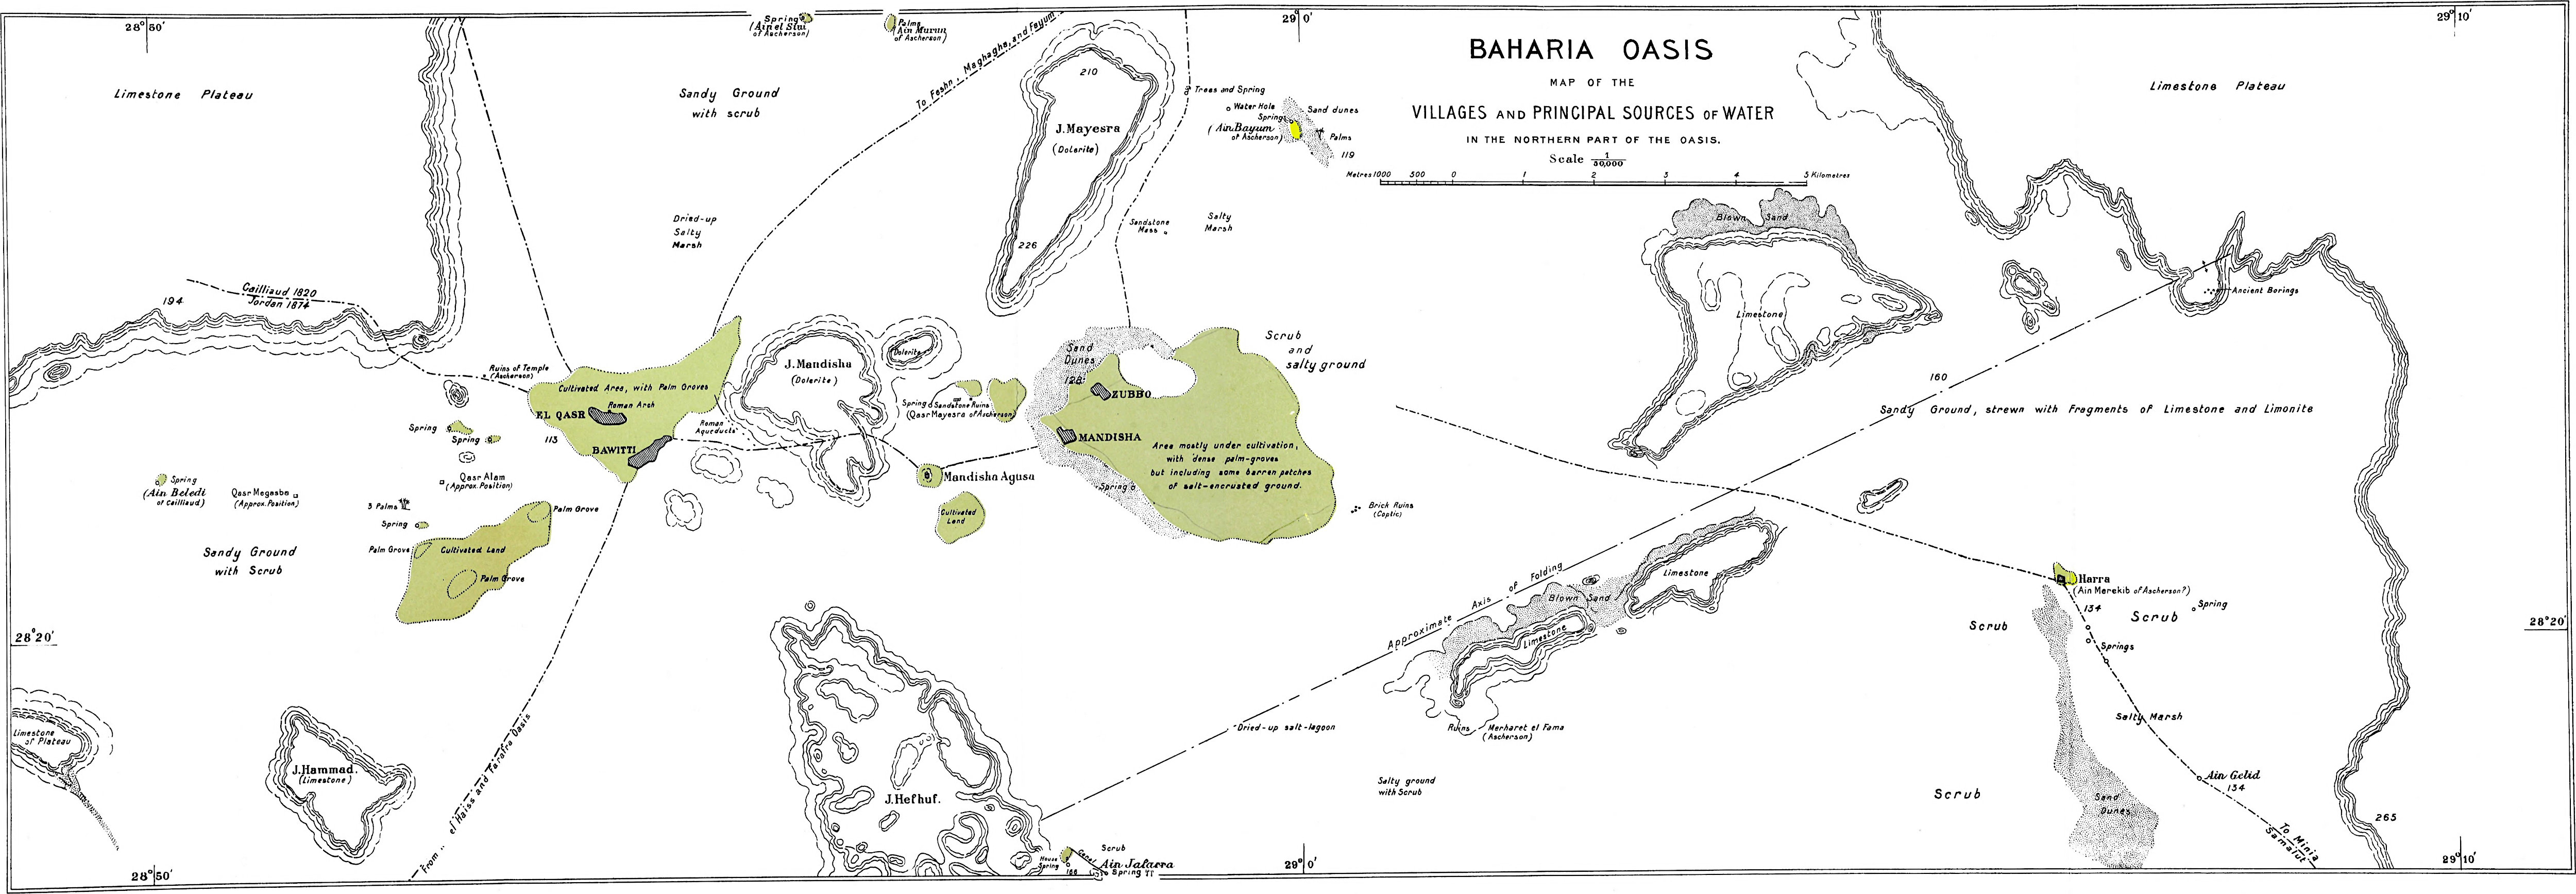 BAHARIA OASIS
MAP OF THE
VILLAGES AND PRINCIPAL SOURCES OF WATER
IN THE NORTHERN PART OF THE OASIS.
Scale 1/50,000
Metres 1000 500 0 1 2 3 4 5 Kilometres
28°50'
29°0'
29°10'
Spring
(Ain el Siui
of Ascherson)
Palms
(Ain Murun
of Ascherson)
To Feshn, Maghagha, and Fayum
Limestone Plateau
Sandy Ground
with scrub
210
J. Mayesra
(Dolerite)
226
Trees and Spring
Water Hole
Springs
(Ain Bayum
of Ascherson)
Sand dunes
Palms
119
Limestone Plateau
Dried-up
Salty
Marsh
Sandstone
Mass
Salty
Marsh
Blown Sand
Limestone
Ancient Borings
Cailliaud 1820
Jordan 1874
194
Ruins of Temple
(Ascherson)
Cultivated Area, with Palm Groves
Roman Arch
EL QASR
113
BAWITTI
Roman
Aqueducts
J. Mandisha
(Dolerite)
Dolerite
Spring
Sandstone Ruins
(Qasr Mayesra of Ascherson)
Sand
Dunes
128
ZUBBO
MANDISHA
Scrub
and
salty ground
160
Sandy Ground, strewn with Fragments of Limestone and Limonite
Area mostly under cultivation,
with dense palm-groves
but including some barren patches
of salt-encrusted ground.
Spring
Mandisha Agusa
Cultivated
Land
Brick Ruins
(Coptic)
Spring
Spring
Spring
(Ain Beledi
of Cailliaud)
Qasr Megasba
(Approx. Position)
Qasr Alam
(Approx. Position)
3 Palms
Spring
Palm Grove
Palm Grove
Cultivated Land
Palm Grove
Sandy Ground
with Scrub
Approximate Axis of Folding
Limestone
Blown Sand
Limestone
Harra
(Ain Merekib of Ascherson?)
134
Scrub
Spring
Scrub
Springs
28°20'
28°20'
Limestone
of Plateau
J. Hammad.
(limestone)
From el Haiss and Farafra Oasis
J. Hefhuf.
Dried-up salt-lagoon
Ruins
Merharet el Fama
(Ascherson)
Salty ground
with Scrub
Salty Marsh
Ain Gelid
134
Scrub
Sand
Dunes
To Minia
Samalut
265
House
Spring
166
Canal
Scrub
Ain Jafarra
Spring
28°50'
29°0'
29°10'